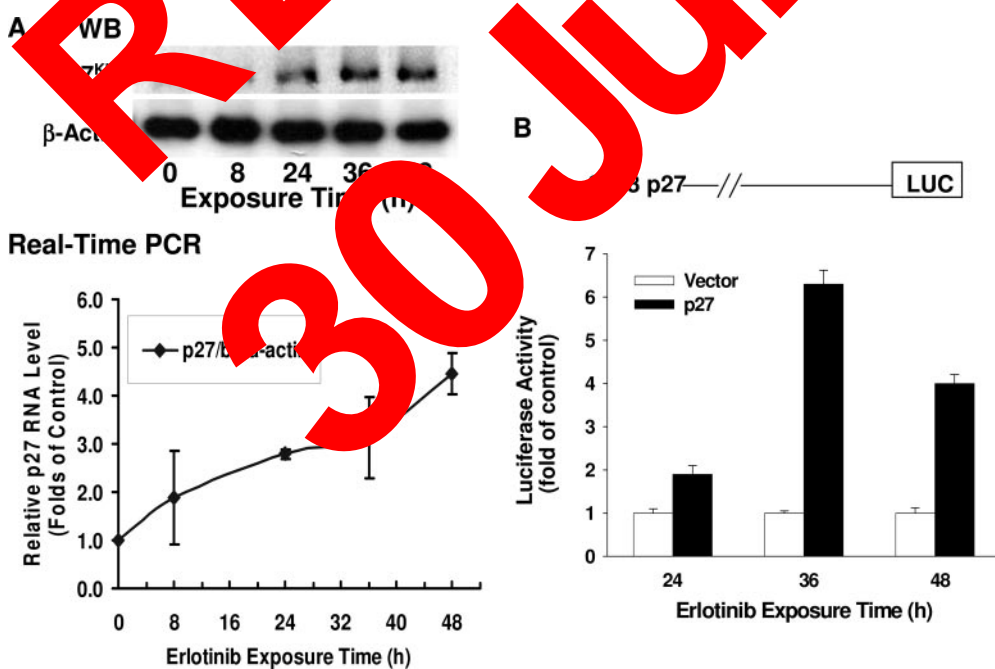 A WB
β-Act
0 8 24 36
Exposure Tim (h)
Real-Time PCR
6.0
5.0
4.0
3.0
2.0
1.0
0.0
Relative p27 RNA Level
(Folds of Control)
0 8 16 24 32 40 48
Erlotinib Exposure Time (h)
B
p27
LUC
7
6
5
4
3
2
1
0
Vector
p27
Luciferase Activity
(fold of control)
24 36 48
Erlotinib Exposure Time (h)
R
30 Ju